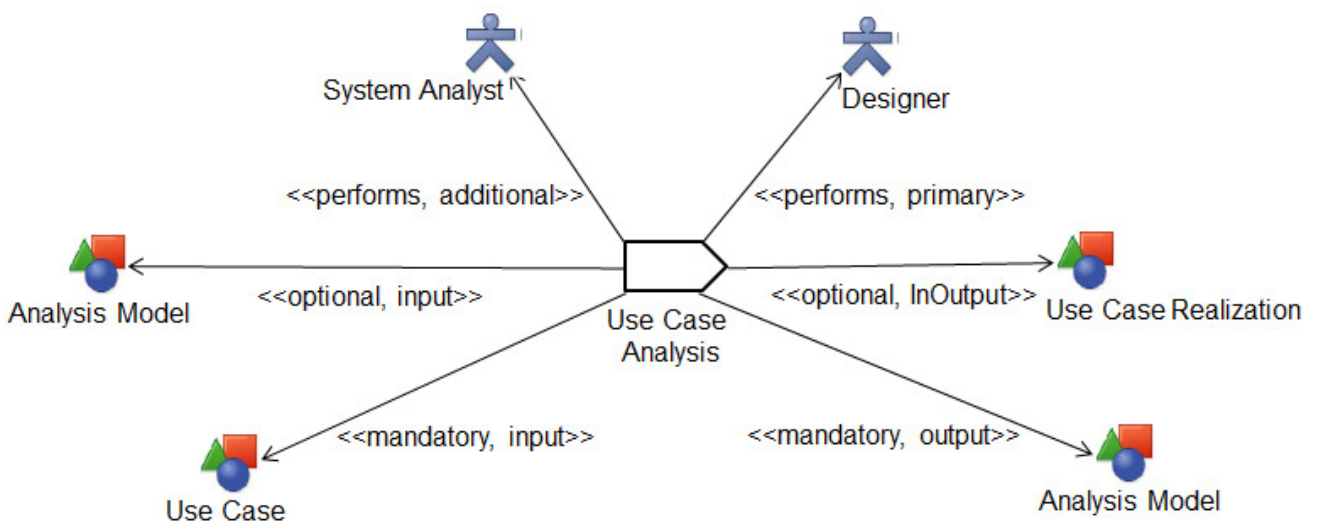 System Analyst
Designer
<<performs, additional>>
<<performs, primary>>
Analysis Model
<<optional, input>>
Use Case
Analysis
<<optional, InOutput>>
Use Case Realization
<<mandatory, input>>
<<mandatory, output>>
Use Case
Analysis Model